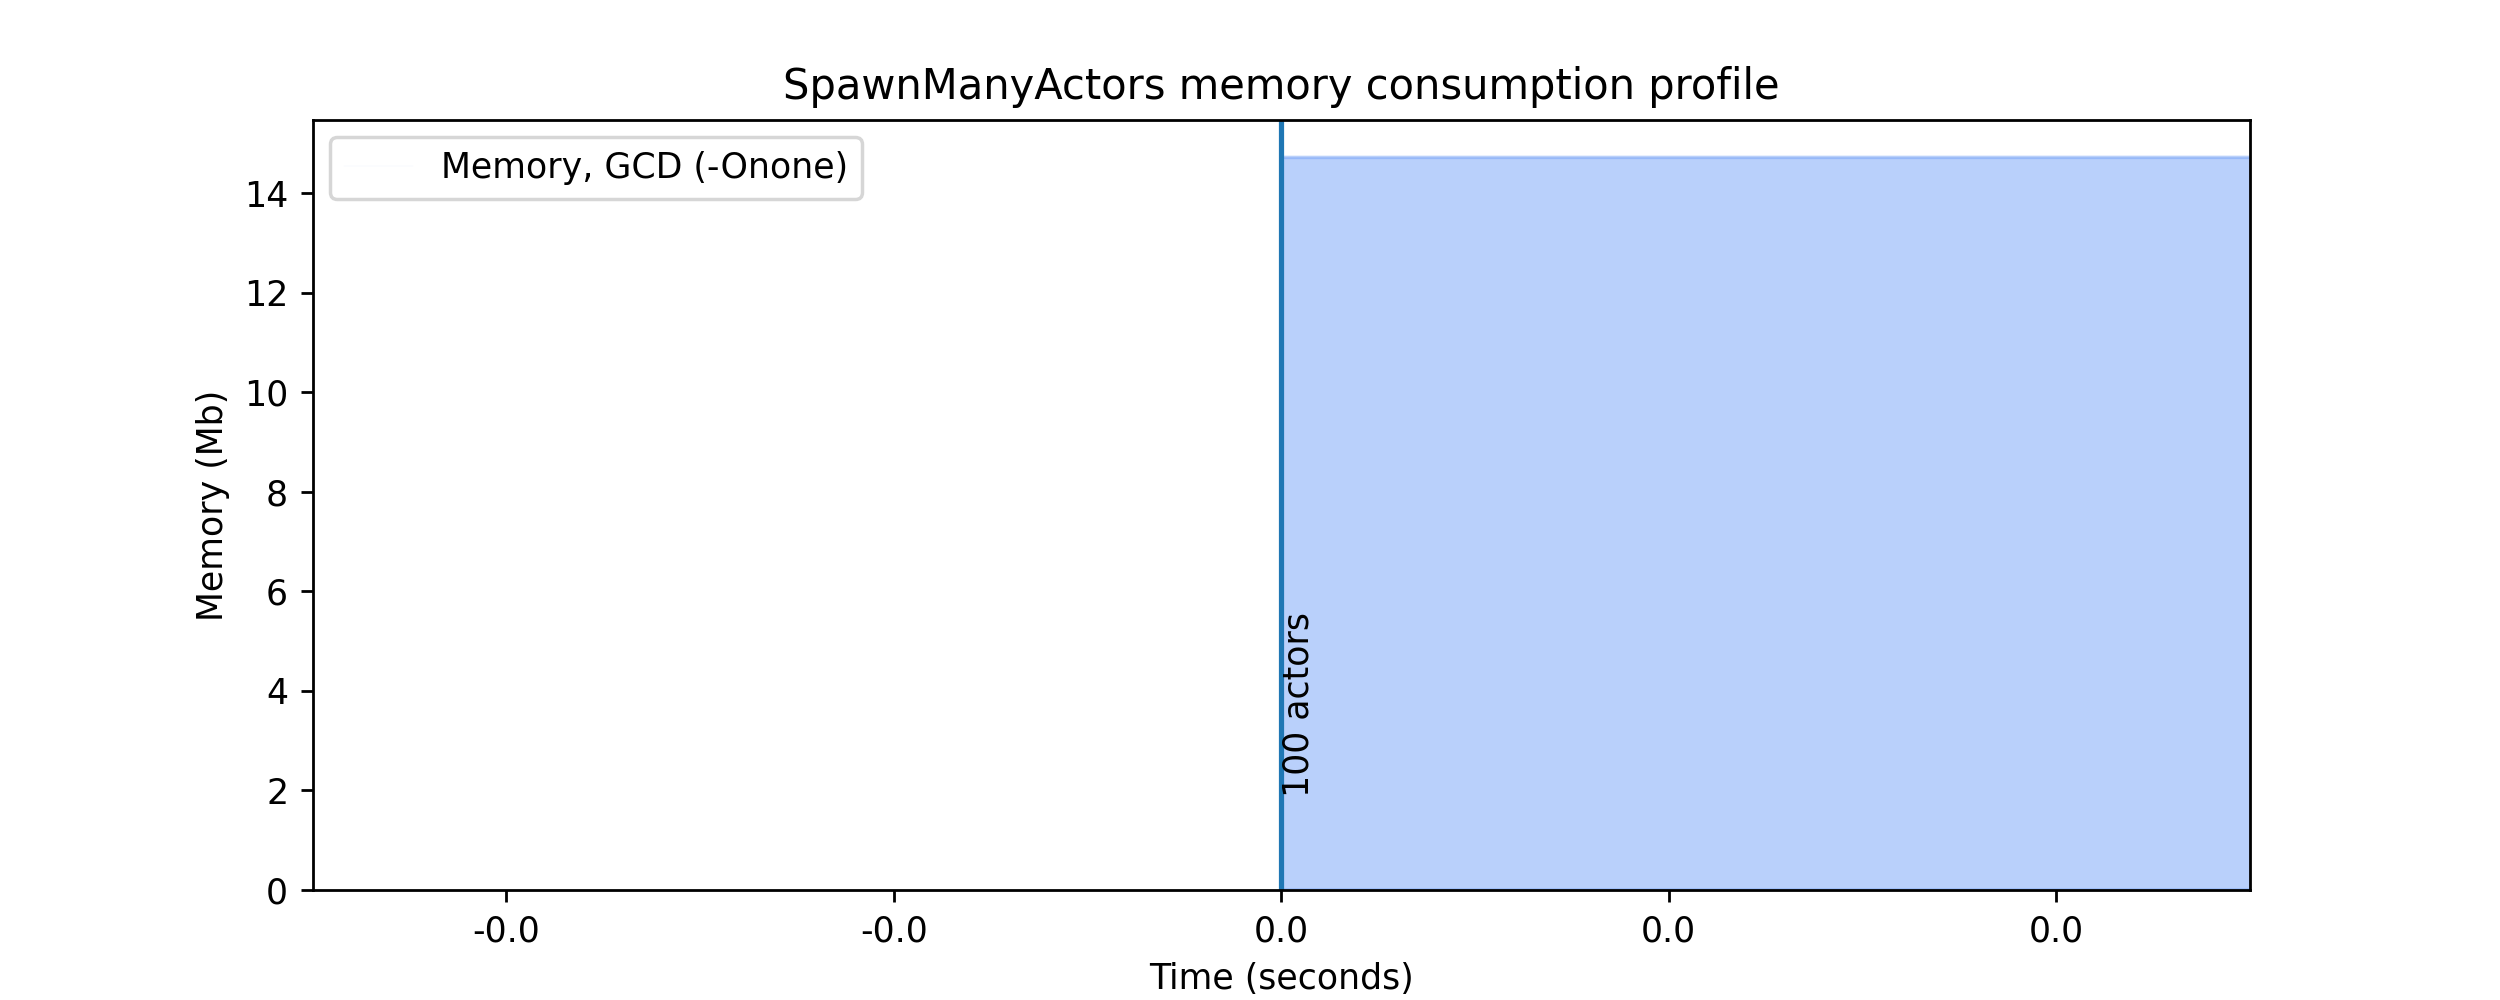 SpawnManyActors memory consumption profile
Memory, GCD (-Onone)
14
12
10
8
6
4
2
0
Memory (Mb)
100 actors
-0.0 -0.0 0.0 0.0 0.0
Time (seconds)